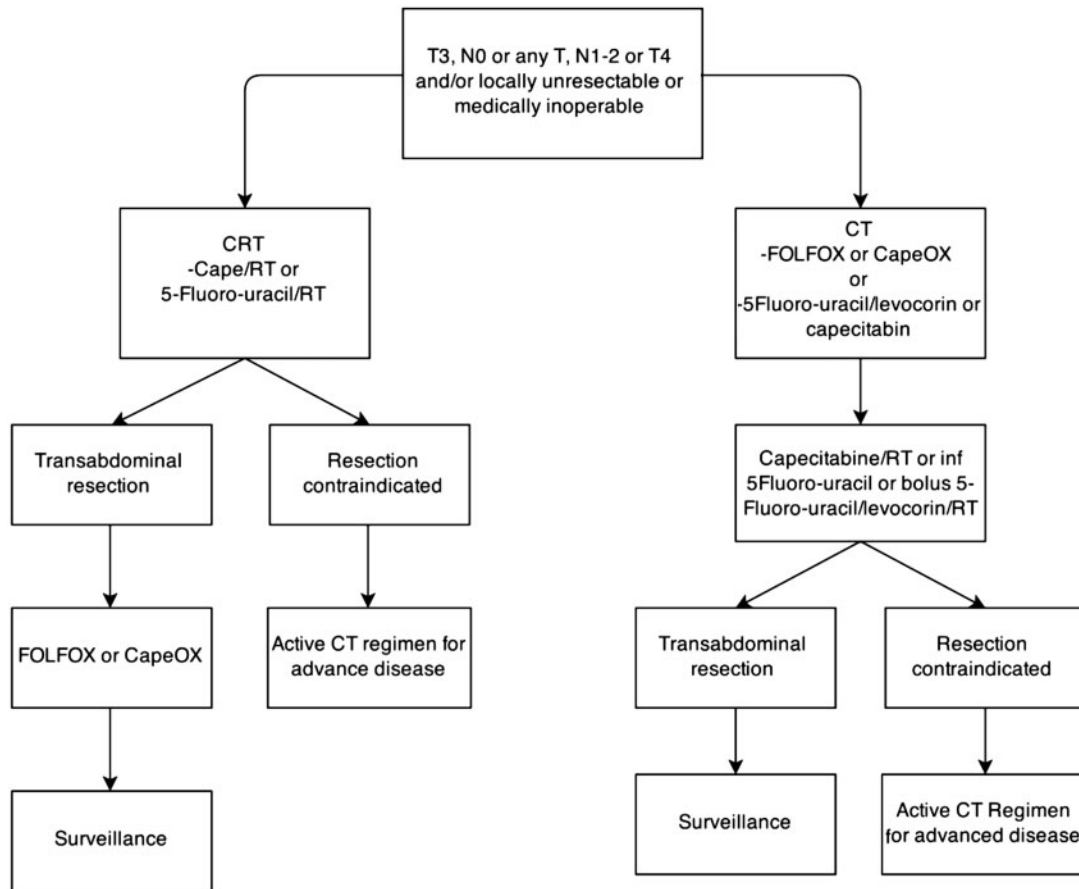 T3, N0 or any T, N1-2 or T4
and/or locally unresectable or
medically inoperable
CRT
-Cape/RT or
5-Fluoro-uracil/RT
CT
-FOLFOX or CapeOX
or
-5Fluoro-uracil/levocorin or
capecitabin
Transabdominal
resection
Resection
contraindicated
Capecitabine/RT or inf
5Fluoro-uracil or bolus 5-
Fluoro-uracil/levocorin/RT
FOLFOX or CapeOX
Active CT regimen for
advance disease
Transabdominal
resection
Resection
contraindicated
Surveillance
Surveillance
Active CT Regimen
for advanced disease